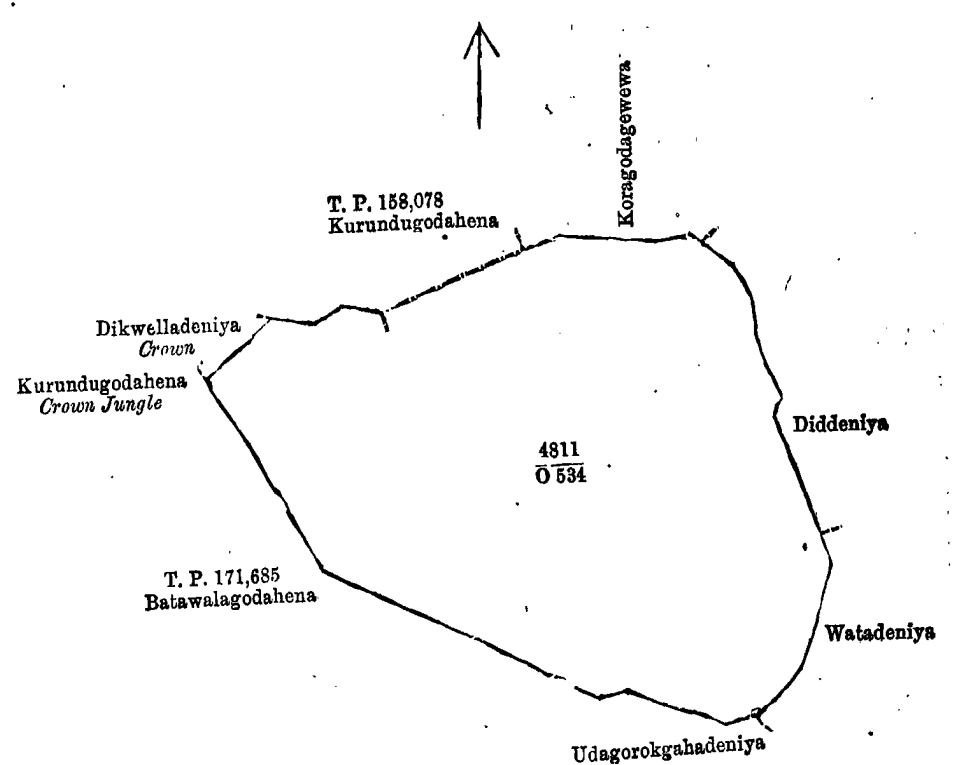 Koragodagewewa
T. P. 158,078
Kurundugodahena
Dikwelladeniya
Crown
Kurundugodahena
Crown Jungle
Diddeniya
4811
O 534
T. P. 171,685
Batawalagodahena
Watadeniya
Udagorokgahadeniya